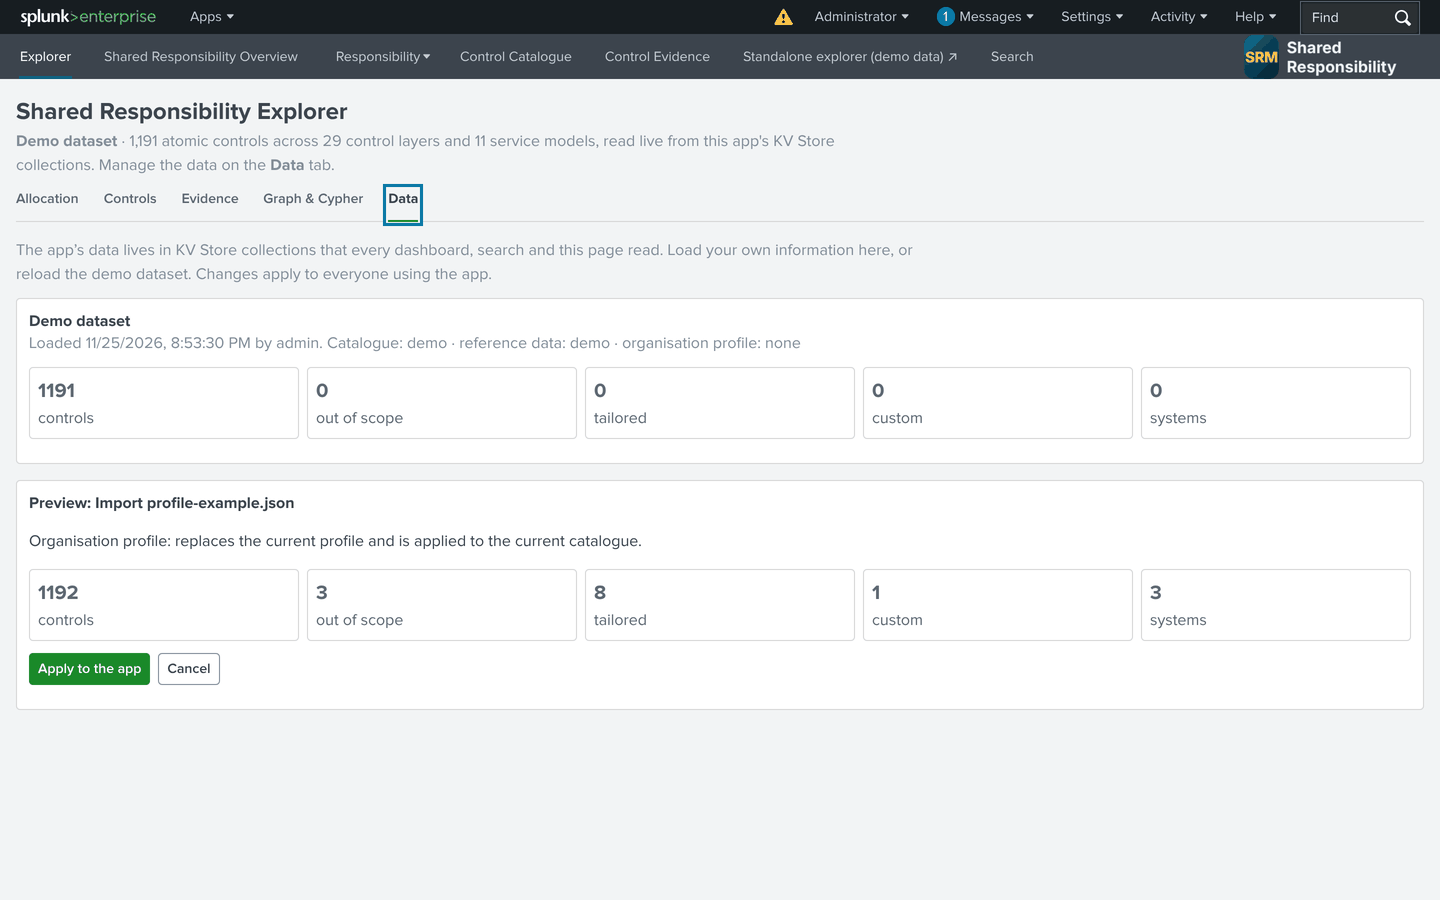 splunk>enterprise Apps Administrator 1 Messages Settings Activity Help Find
Explorer Shared Responsibility Overview Responsibility Control Catalogue Control Evidence Standalone explorer (demo data) ↗ Search SRM Shared Responsibility
Shared Responsibility Explorer
Demo dataset · 1,191 atomic controls across 29 control layers and 11 service models, read live from this app's KV Store
collections. Manage the data on the Data tab.
Allocation Controls Evidence Graph & Cypher Data
The app’s data lives in KV Store collections that every dashboard, search and this page read. Load your own information here, or
reload the demo dataset. Changes apply to everyone using the app.
Demo dataset
Loaded 11/25/2026, 8:53:30 PM by admin. Catalogue: demo · reference data: demo · organisation profile: none
1191 0 0 0 0
controls out of scope tailored custom systems
Preview: Import profile-example.json
Organisation profile: replaces the current profile and is applied to the current catalogue.
1192 3 8 1 3
controls out of scope tailored custom systems
Apply to the app Cancel